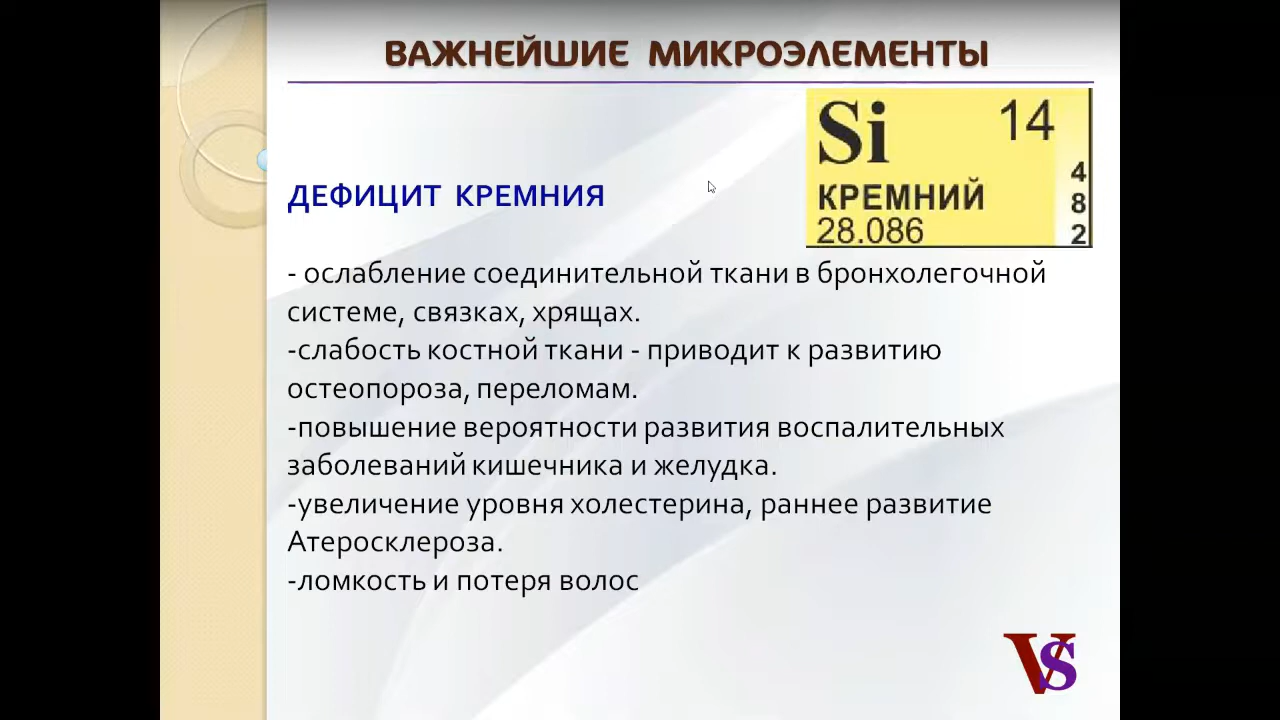 ВАЖНЕЙШИЕ МИКРОЭЛЕМЕНТЫ
Si 14
4
КРЕМНИЙ 8
28.086 2
ДЕФИЦИТ КРЕМНИЯ
- ослабление соединительной ткани в бронхолегочной
системе, связках, хрящах.
-слабость костной ткани - приводит к развитию
остеопороза, переломам.
-повышение вероятности развития воспалительных
заболеваний кишечника и желудка.
-увеличение уровня холестерина, раннее развитие
Атеросклероза.
-ломкость и потеря волос
VS